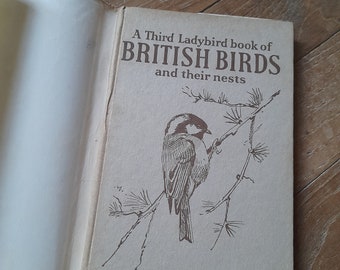 A Third Ladybird book of
BRITISH BIRDS
and their nests